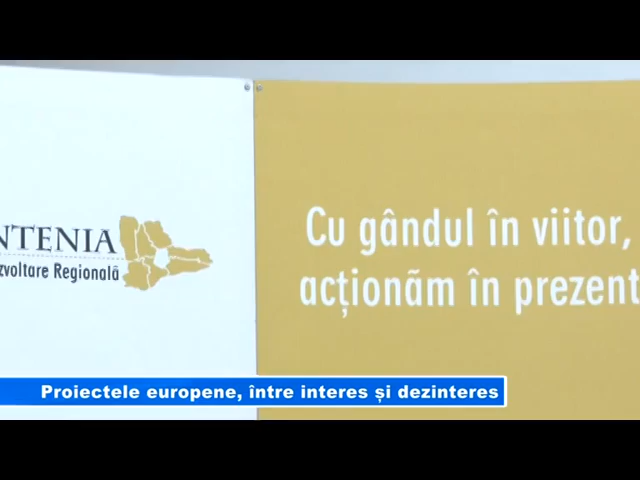 NTENIA
zvoltare Regională
Cu gândul în viitor,
acționăm în prezent
Proiectele europene, între interes și dezinteres